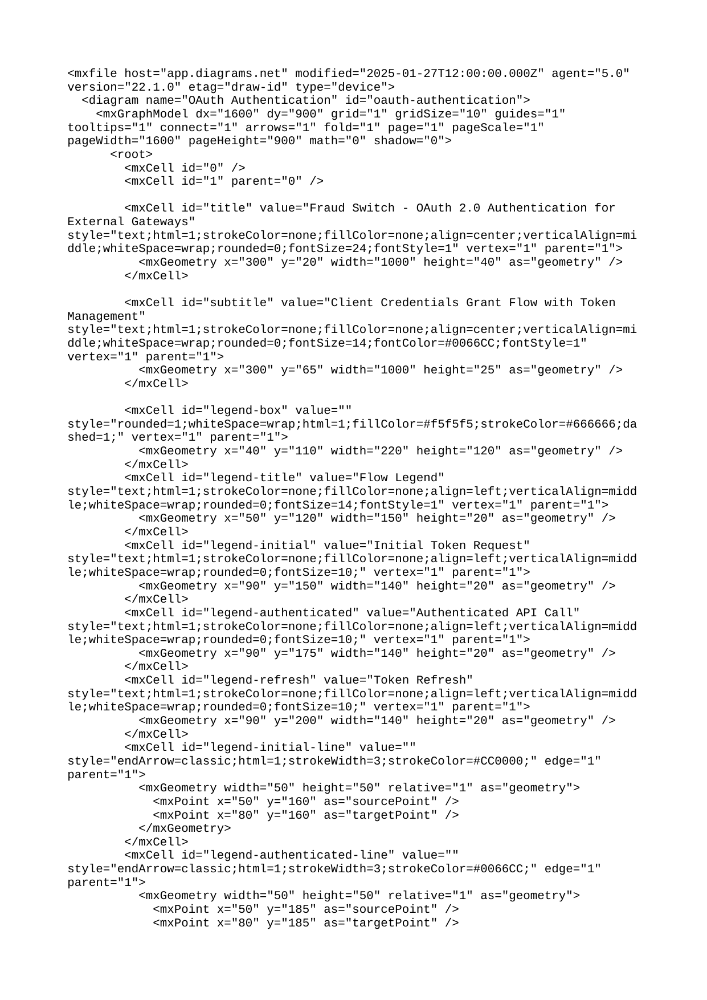 <mxfile host="app.diagrams.net" modified="2025-01-27T12:00:00.000Z" agent="5.0"
version="22.1.0" etag="draw-id" type="device">
  <diagram name="OAuth Authentication" id="oauth-authentication">
    <mxGraphModel dx="1600" dy="900" grid="1" gridSize="10" guides="1"
tooltips="1" connect="1" arrows="1" fold="1" page="1" pageScale="1"
pageWidth="1600" pageHeight="900" math="0" shadow="0">
      <root>
        <mxCell id="0" />
        <mxCell id="1" parent="0" />

        <mxCell id="title" value="Fraud Switch - OAuth 2.0 Authentication for
External Gateways"
style="text;html=1;strokeColor=none;fillColor=none;align=center;verticalAlign=mi
ddle;whiteSpace=wrap;rounded=0;fontSize=24;fontStyle=1" vertex="1" parent="1">
          <mxGeometry x="300" y="20" width="1000" height="40" as="geometry" />
        </mxCell>

        <mxCell id="subtitle" value="Client Credentials Grant Flow with Token
Management"
style="text;html=1;strokeColor=none;fillColor=none;align=center;verticalAlign=mi
ddle;whiteSpace=wrap;rounded=0;fontSize=14;fontColor=#0066CC;fontStyle=1"
vertex="1" parent="1">
          <mxGeometry x="300" y="65" width="1000" height="25" as="geometry" />
        </mxCell>

        <mxCell id="legend-box" value=""
style="rounded=1;whiteSpace=wrap;html=1;fillColor=#f5f5f5;strokeColor=#666666;da
shed=1;" vertex="1" parent="1">
          <mxGeometry x="40" y="110" width="220" height="120" as="geometry" />
        </mxCell>
        <mxCell id="legend-title" value="Flow Legend"
style="text;html=1;strokeColor=none;fillColor=none;align=left;verticalAlign=midd
le;whiteSpace=wrap;rounded=0;fontSize=14;fontStyle=1" vertex="1" parent="1">
          <mxGeometry x="50" y="120" width="150" height="20" as="geometry" />
        </mxCell>
        <mxCell id="legend-initial" value="Initial Token Request"
style="text;html=1;strokeColor=none;fillColor=none;align=left;verticalAlign=midd
le;whiteSpace=wrap;rounded=0;fontSize=10;" vertex="1" parent="1">
          <mxGeometry x="90" y="150" width="140" height="20" as="geometry" />
        </mxCell>
        <mxCell id="legend-authenticated" value="Authenticated API Call"
style="text;html=1;strokeColor=none;fillColor=none;align=left;verticalAlign=midd
le;whiteSpace=wrap;rounded=0;fontSize=10;" vertex="1" parent="1">
          <mxGeometry x="90" y="175" width="140" height="20" as="geometry" />
        </mxCell>
        <mxCell id="legend-refresh" value="Token Refresh"
style="text;html=1;strokeColor=none;fillColor=none;align=left;verticalAlign=midd
le;whiteSpace=wrap;rounded=0;fontSize=10;" vertex="1" parent="1">
          <mxGeometry x="90" y="200" width="140" height="20" as="geometry" />
        </mxCell>
        <mxCell id="legend-initial-line" value=""
style="endArrow=classic;html=1;strokeWidth=3;strokeColor=#CC0000;" edge="1"
parent="1">
          <mxGeometry width="50" height="50" relative="1" as="geometry">
            <mxPoint x="50" y="160" as="sourcePoint" />
            <mxPoint x="80" y="160" as="targetPoint" />
          </mxGeometry>
        </mxCell>
        <mxCell id="legend-authenticated-line" value=""
style="endArrow=classic;html=1;strokeWidth=3;strokeColor=#0066CC;" edge="1"
parent="1">
          <mxGeometry width="50" height="50" relative="1" as="geometry">
            <mxPoint x="50" y="185" as="sourcePoint" />
            <mxPoint x="80" y="185" as="targetPoint" />